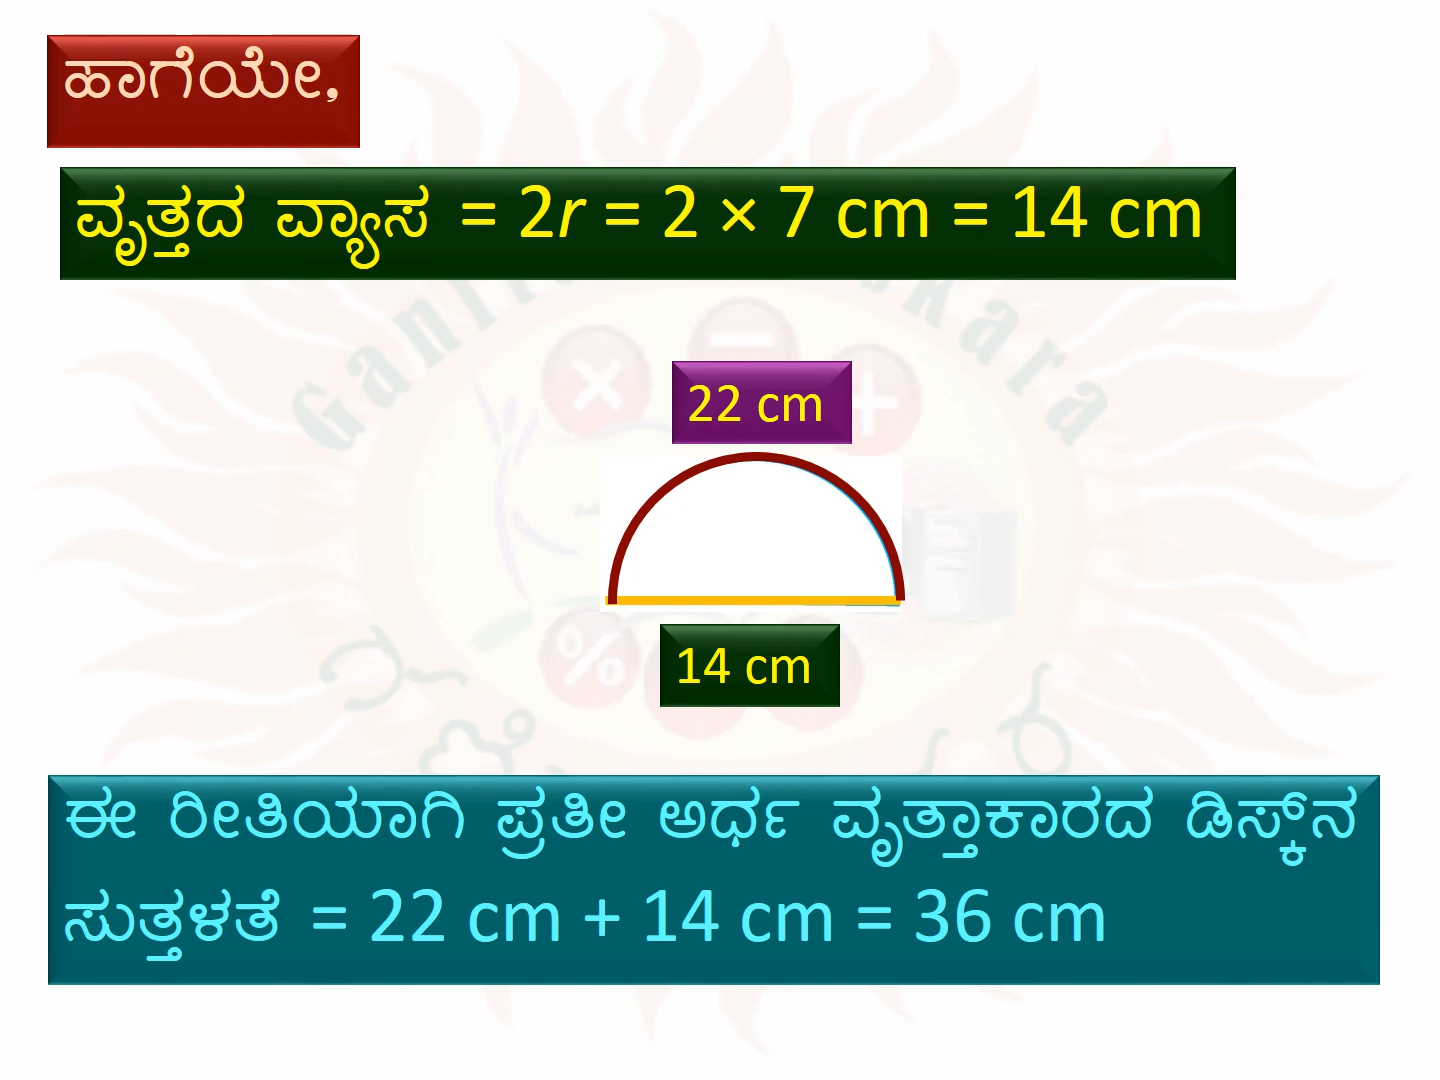 ಹಾಗೆಯೇ,
ವೃತ್ತದ ವ್ಯಾಸ = 2r = 2 × 7 cm = 14 cm
22 cm
14 cm
ಈ ರೀತಿಯಾಗಿ ಪ್ರತೀ ಅರ್ಧ ವೃತ್ತಾಕಾರದ ಡಿಸ್ಕ್‌ನ
ಸುತ್ತಳತೆ = 22 cm + 14 cm = 36 cm